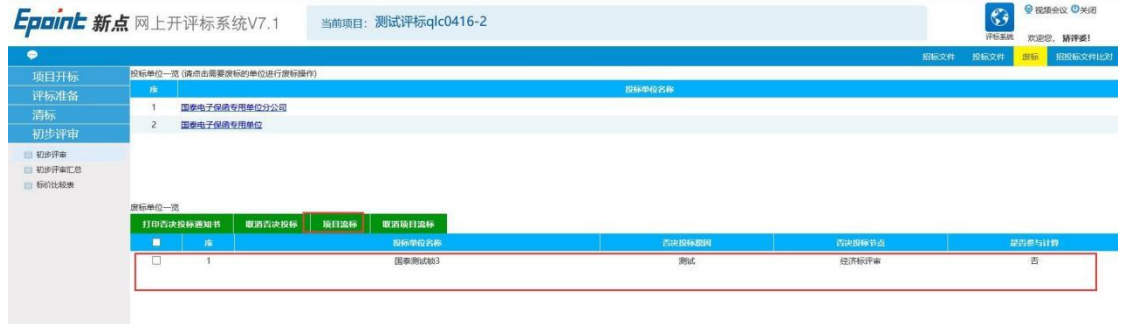 Epoint 新点 网上开评标系统V7.1
当前项目：测试评标qlc0416-2
评标系统
视频会议 关闭
欢迎您，
招标文件 投标文件 废标 招投标文件比对
项目开标
评标准备
清标
初步评审
初步评审
初步评审汇总
标价比较表
投标单位一览 (请点击需要废标的单位进行废标操作)
序 投标单位名称
1 国泰电子保函专用单位分公司
2 国泰电子保函专用单位
废标单位一览
打印否决投标通知书 取消否决投标 项目流标 取消项目流标
序 投标单位名称 否决投标原因 否决投标节点 是否参与计算
1 国泰测试锁3 测试 经济标评审 否